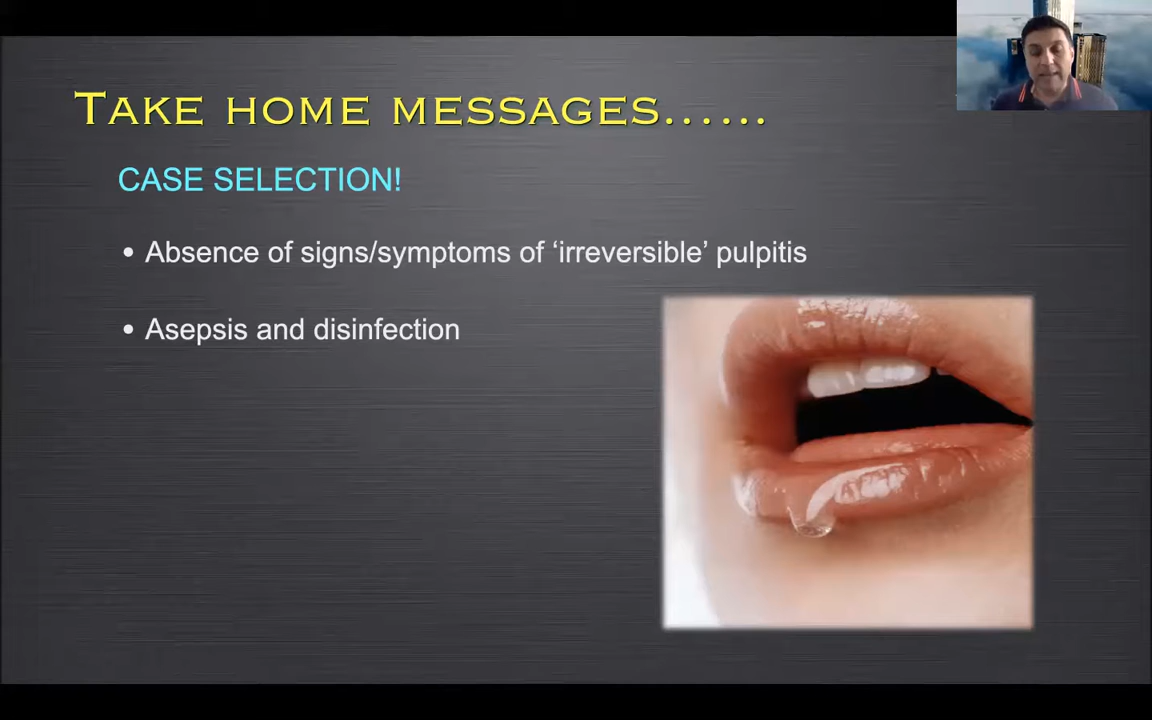 TAKE HOME MESSAGES......
CASE SELECTION!
• Absence of signs/symptoms of ‘irreversible’ pulpitis
• Asepsis and disinfection